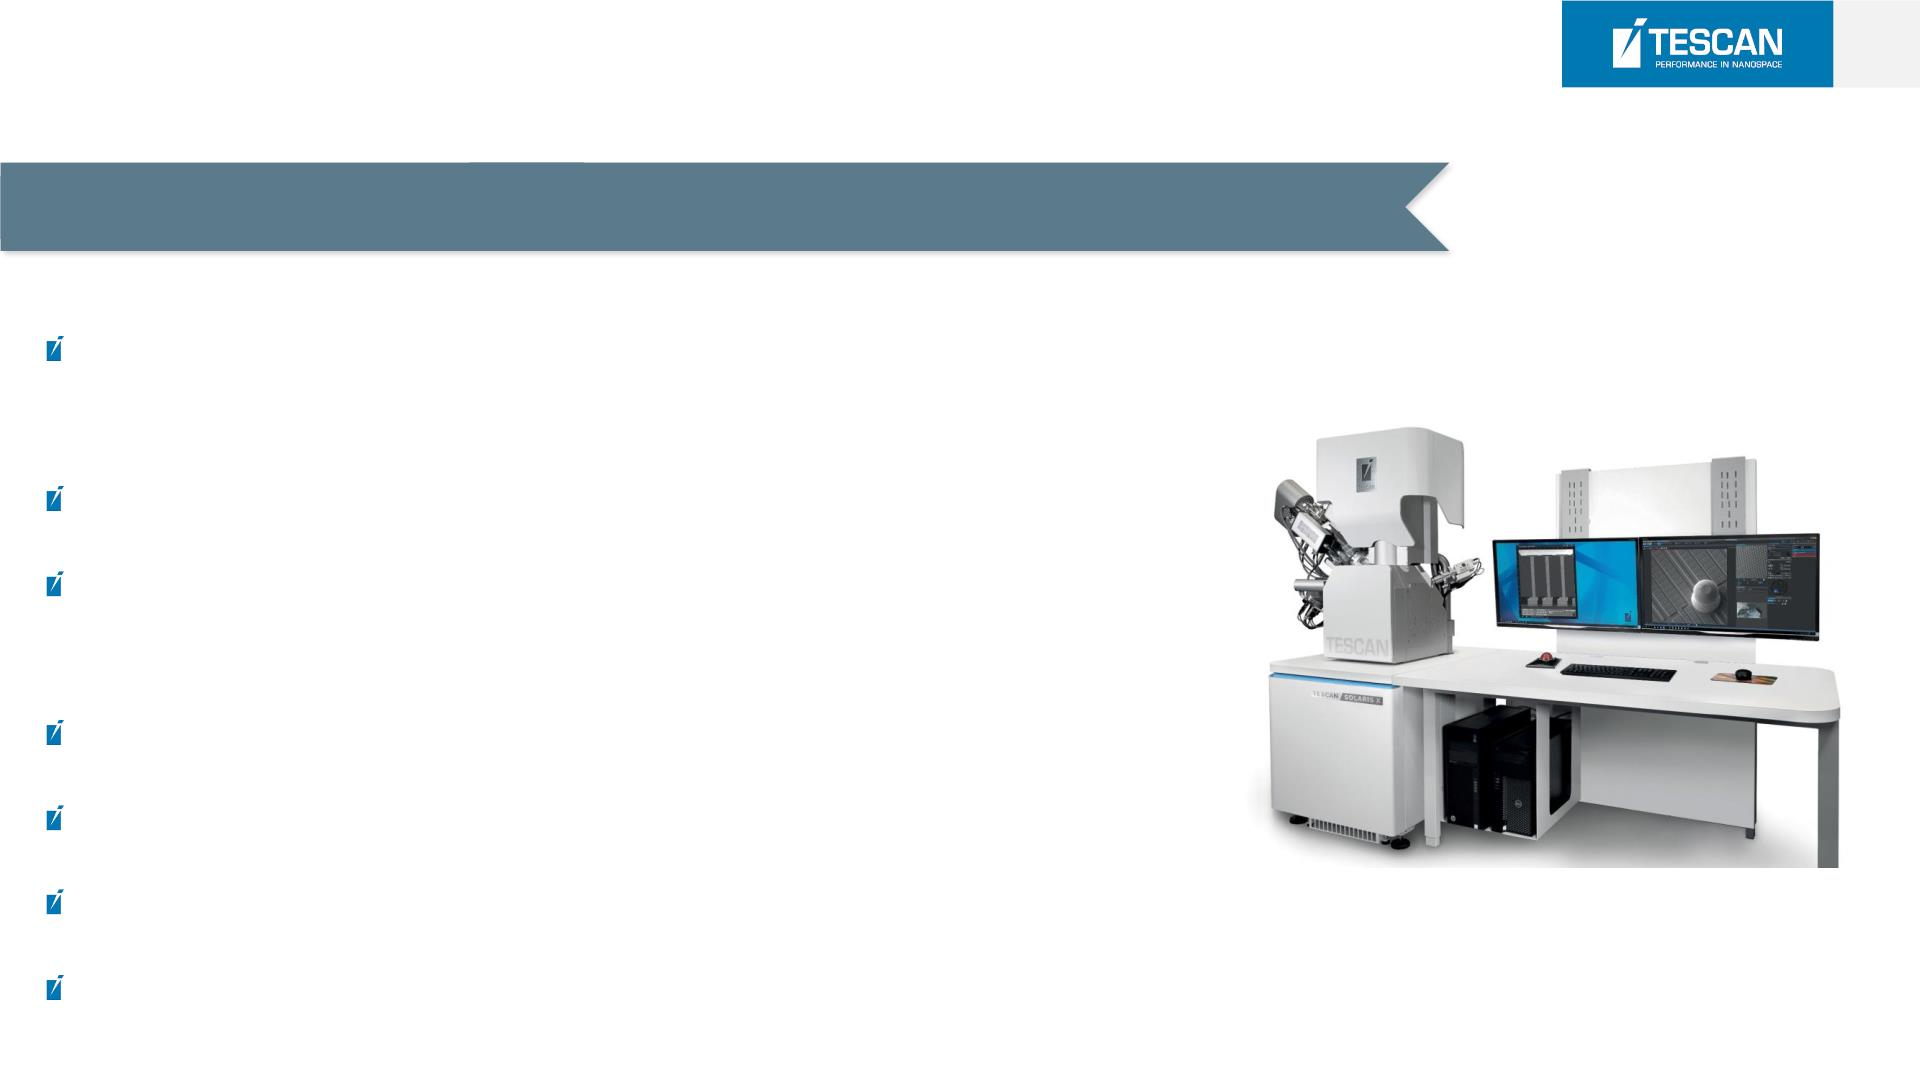 TESCAN
PERFORMANCE IN NANOSPACE
TESCAN
TESCAN SOLARIS X